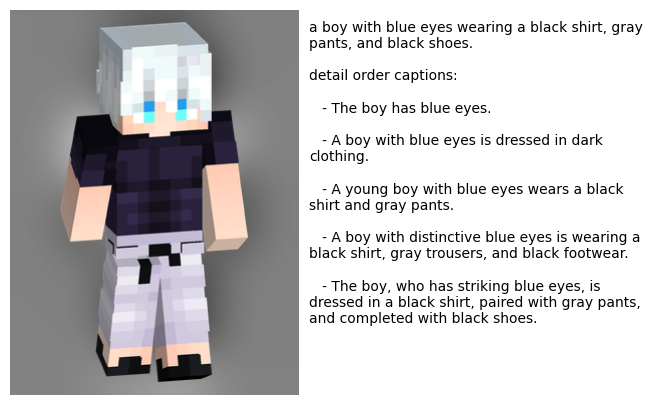 a boy with blue eyes wearing a black shirt, gray
pants, and black shoes.
detail order captions:
- The boy has blue eyes.
- A boy with blue eyes is dressed in dark
clothing.
- A young boy with blue eyes wears a black
shirt and gray pants.
- A boy with distinctive blue eyes is wearing a
black shirt, gray trousers, and black footwear.
- The boy, who has striking blue eyes, is
dressed in a black shirt, paired with gray pants,
and completed with black shoes.